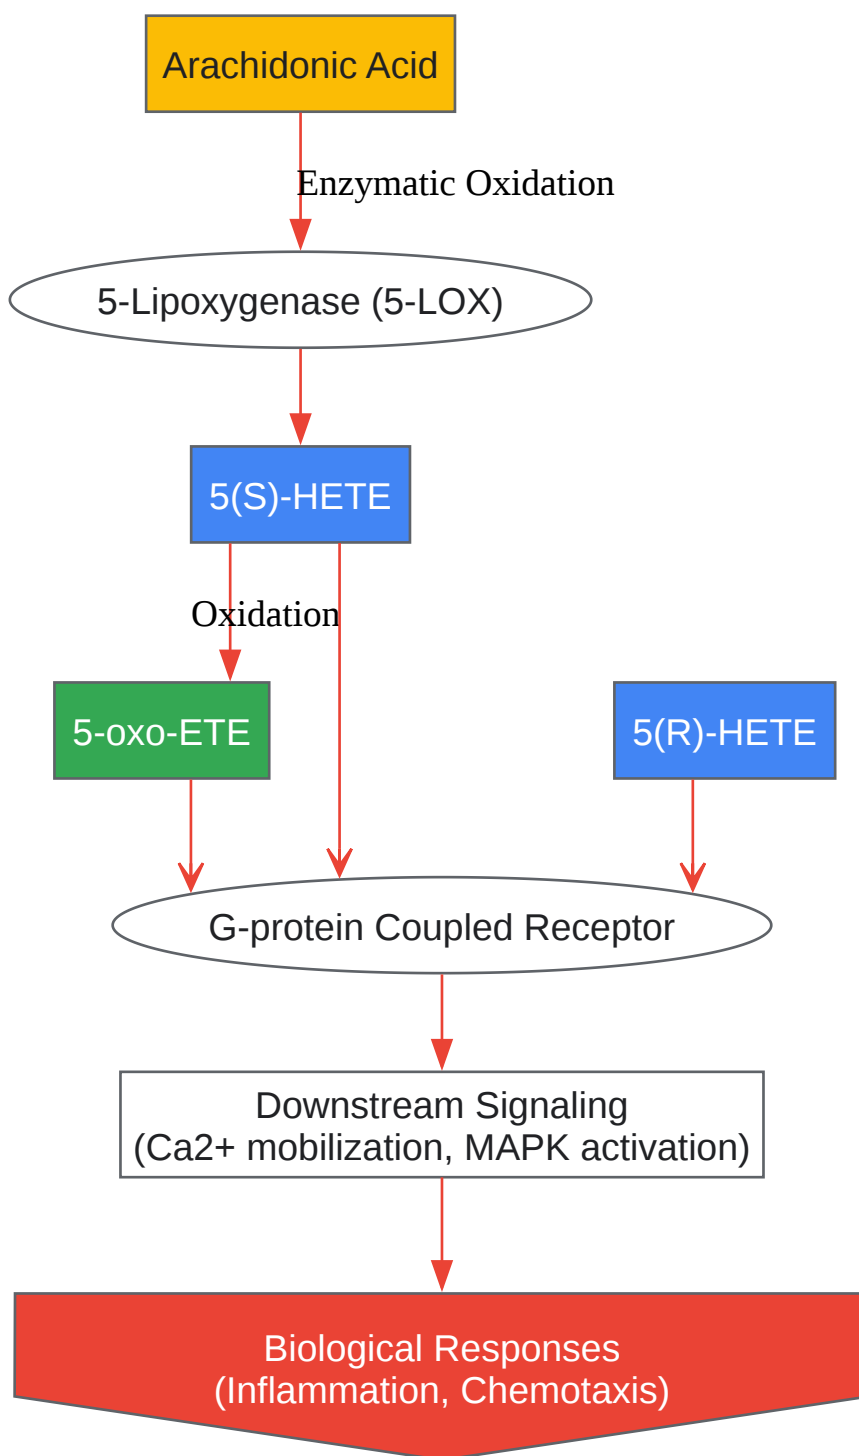 Arachidonic Acid
Enzymatic Oxidation
5-Lipoxygenase (5-LOX)
5(S)-HETE
Oxidation
5-oxo-ETE
5(R)-HETE
G-protein Coupled Receptor
Downstream Signaling
(Ca2+ mobilization, MAPK activation)
Biological Responses
(Inflammation, Chemotaxis)